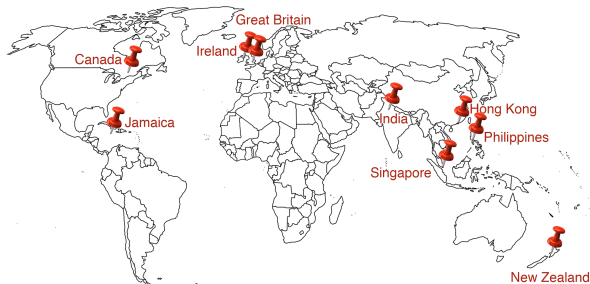 Great Britain
Ireland
Canada
Hong Kong
India
Jamaica
Philippines
Singapore
New Zealand